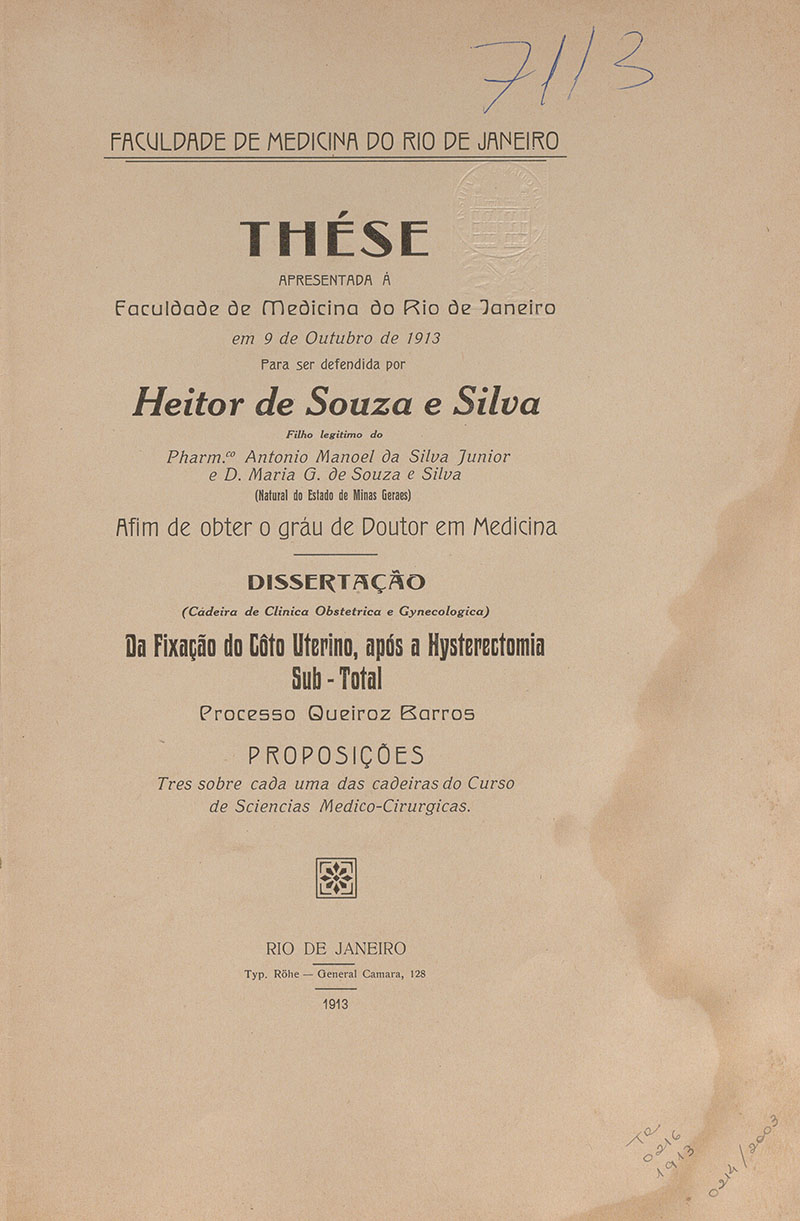 7113
FACULDADE DE MEDICINA DO RIO DE JANEIRO
THÉSE
APRESENTADA Á
Faculdade de Medicina do Rio de Janeiro
em 9 de Outubro de 1913
Para ser defendida por
Heitor de Souza e Silva
Filho legitimo do
Pharm.co Antonio Manoel da Silva Junior
e D. Maria G. de Souza e Silva
(Natural do Estado de Minas Geraes)
Afim de obter o gráu de Doutor em Medicina
DISSERTAÇÃO
(Cadeira de Clinica Obstetrica e Gynecologica)
Da Fixação do Côto Uterino, após a Hysterectomia
Sub - Total
Processo Queiroz Barros
PROPOSIÇÕES
Tres sobre cada uma das cadeiras do Curso
de Sciencias Medico-Cirurgicas.
RIO DE JANEIRO
Typ. Röhe — General Camara, 128
1913
0216
1913
024/2003